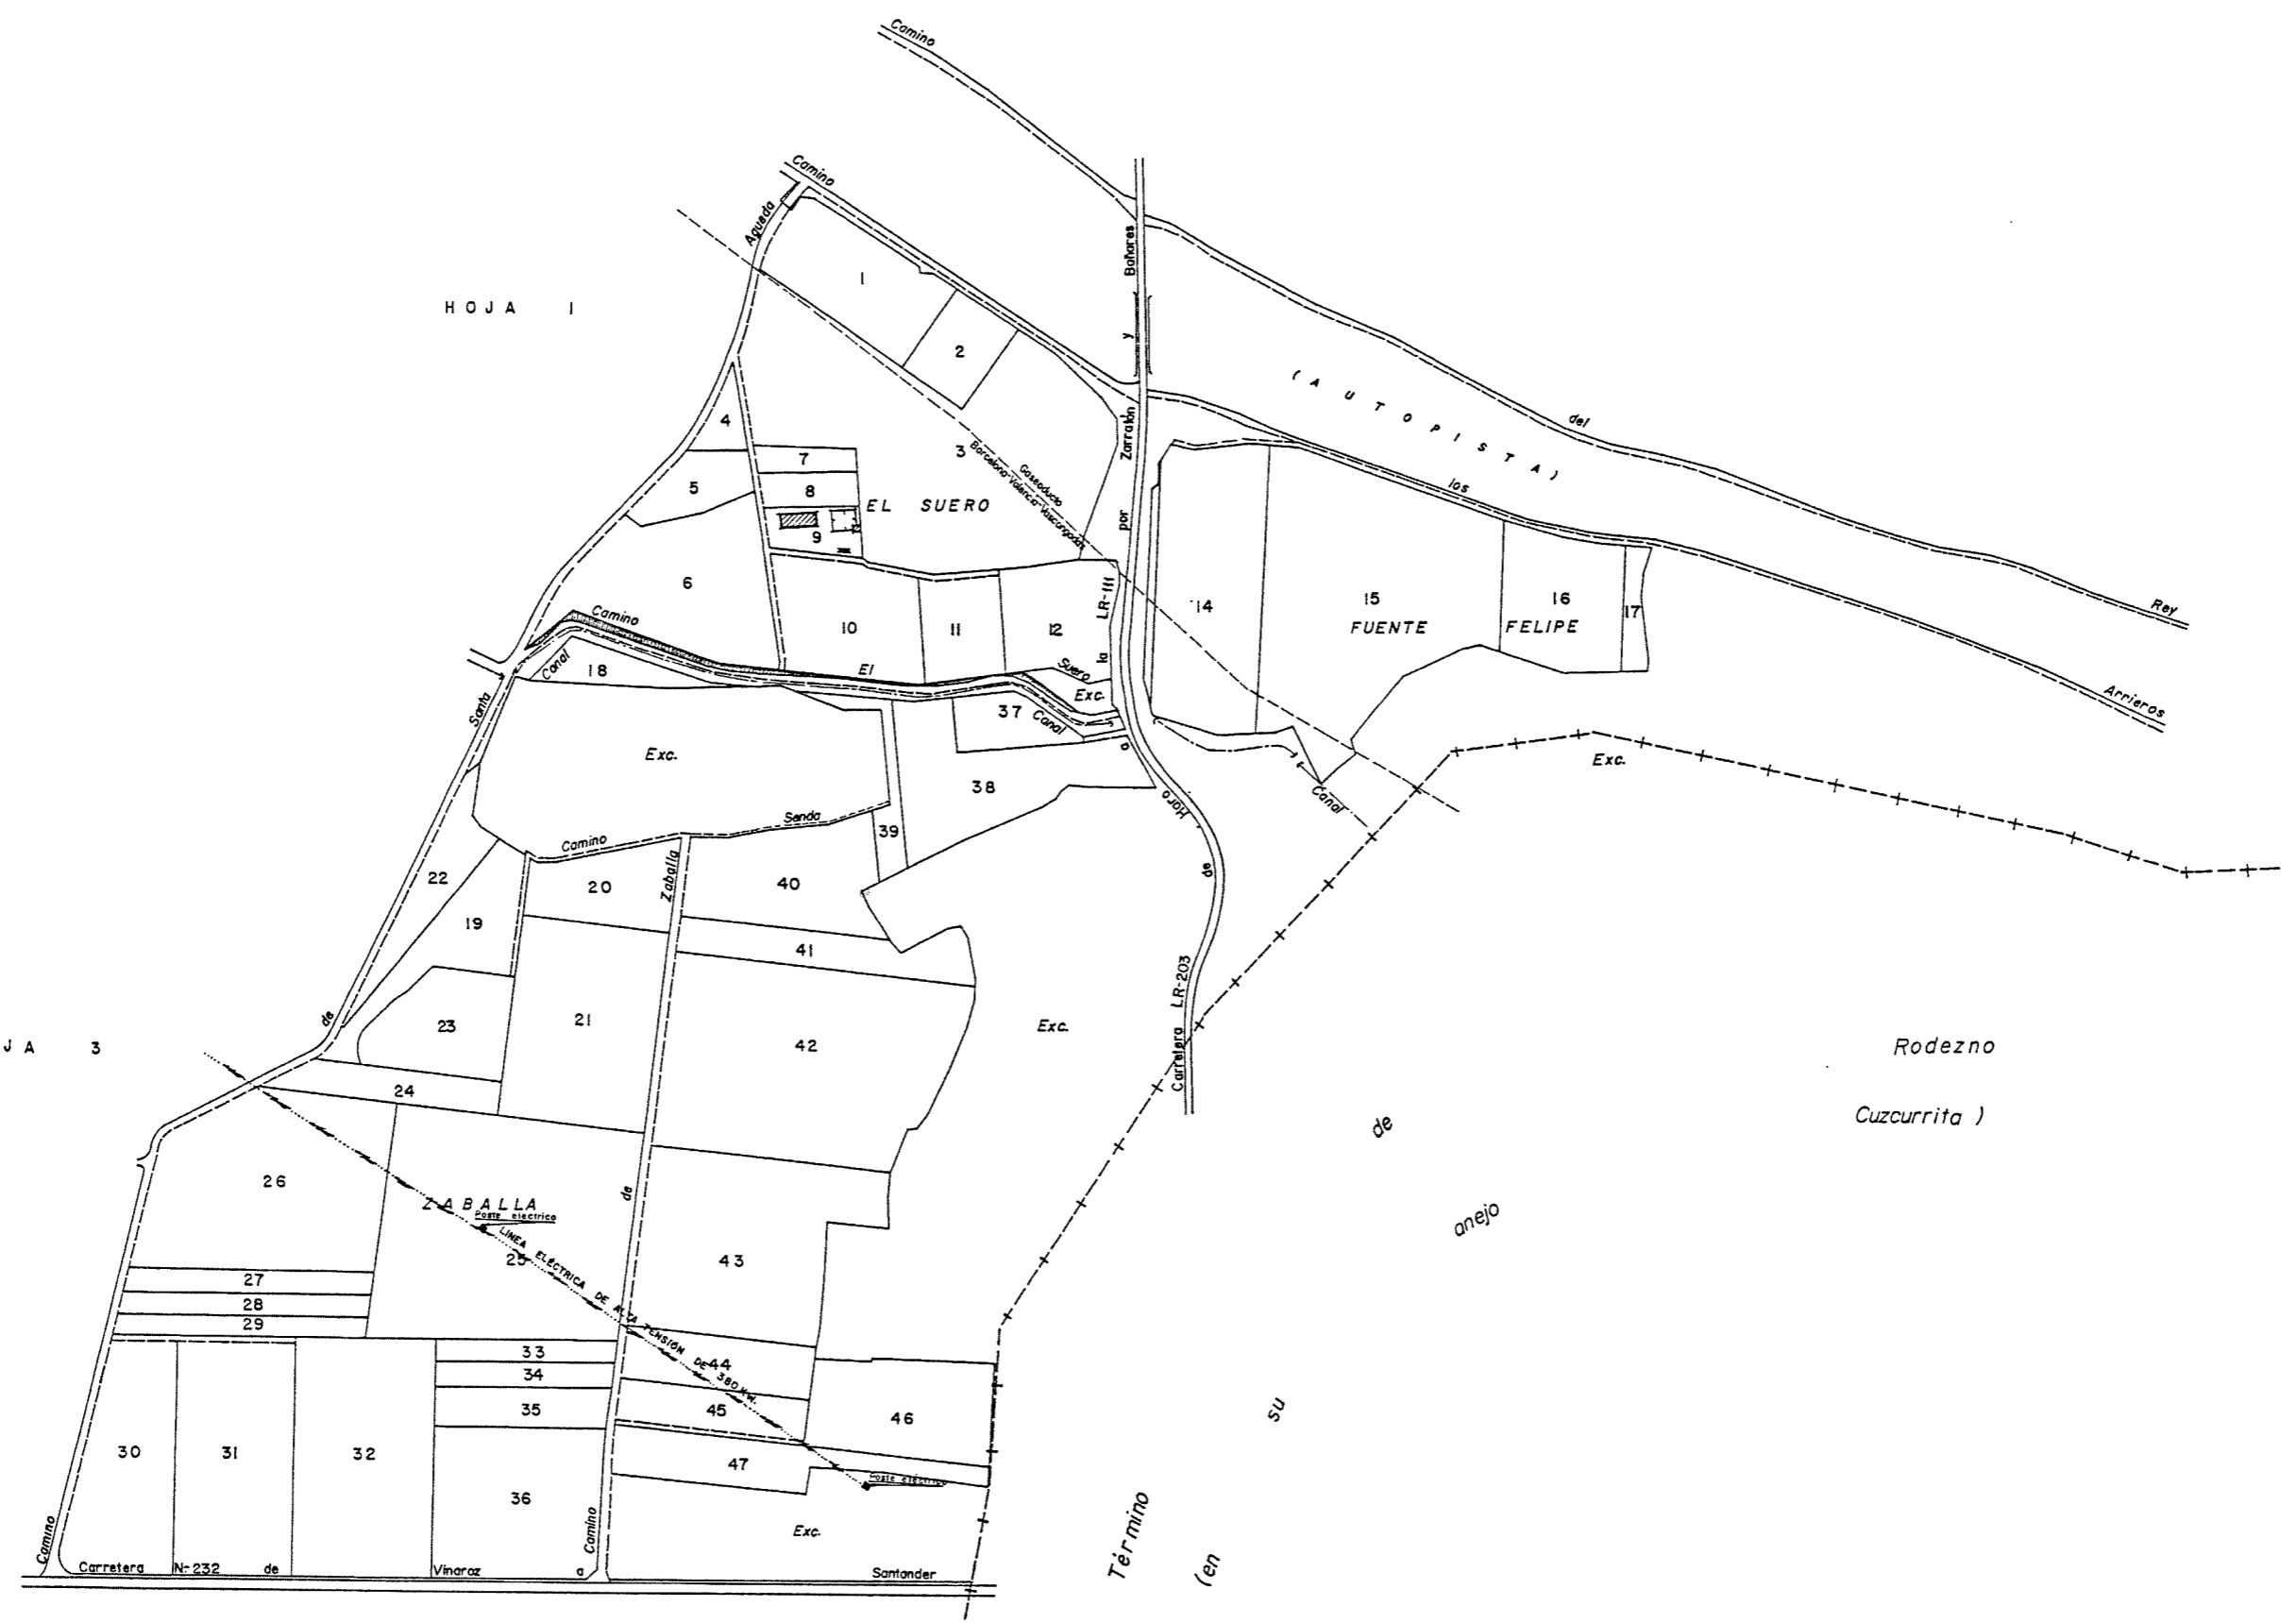 Camino
Camino
Agueda
HOJA 1
1
Bañares
y
2
(AUTOPISTA)
del
4
3
Zarratón
7
Gaseoducto
Barcelona-Valencia-Vascongadas
5
8
EL SUERO
los
por
9
6
LR-111
14
15
16
17
Rey
Camino
10
11
12
FUENTE FELIPE
la
El
Suero
Canal
18
Exc.
Arrieros
Santa
37
Canal
a
Exc.
Exc.
38
Haro
Canal
Senda
39
Camino
Zaballa
22
20
40
de
19
41
LR-203
de
23
21
42
Exc.
Carretera
Rodezno
JA 3
24
Cuzcurrita )
de
26
de
ZABALLA
Poste eléctrico
anejo
LINEA ELÉCTRICA DE ALTA TENSIÓN DE 380 K.W.
25
43
27
28
29
33
44
34
su
35
45
46
30
31
32
47
Poste eléctrico
36
Término
Camino
Camino
Exc.
(en
Carretera N-232 de Vinaroz a Santander